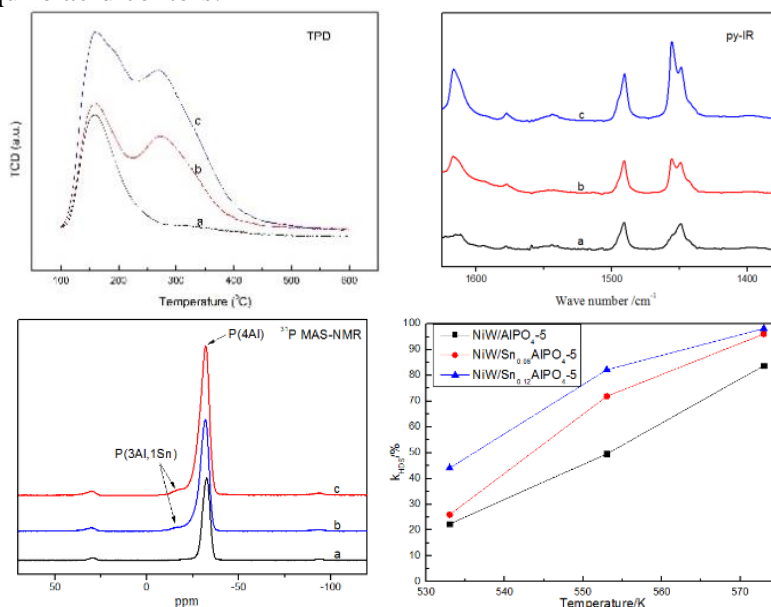 TPD
c
b
a
TCD (a.u.)
100 200 300 400 500 600
Temperature (°C)
py-IR
c
b
a
1600 1500 1400
Wave number /cm-1
P(4Al)
31P MAS-NMR
P(3Al,1Sn)
c
b
a
50 0 -50 -100
ppm
100
90
80
70
60
50
40
30
20
10
0
NiW/AlPO4-5
NiW/Sn0.06AlPO4-5
NiW/Sn0.12AlPO4-5
kHDS/%
530 540 550 560 570
Temperature/K